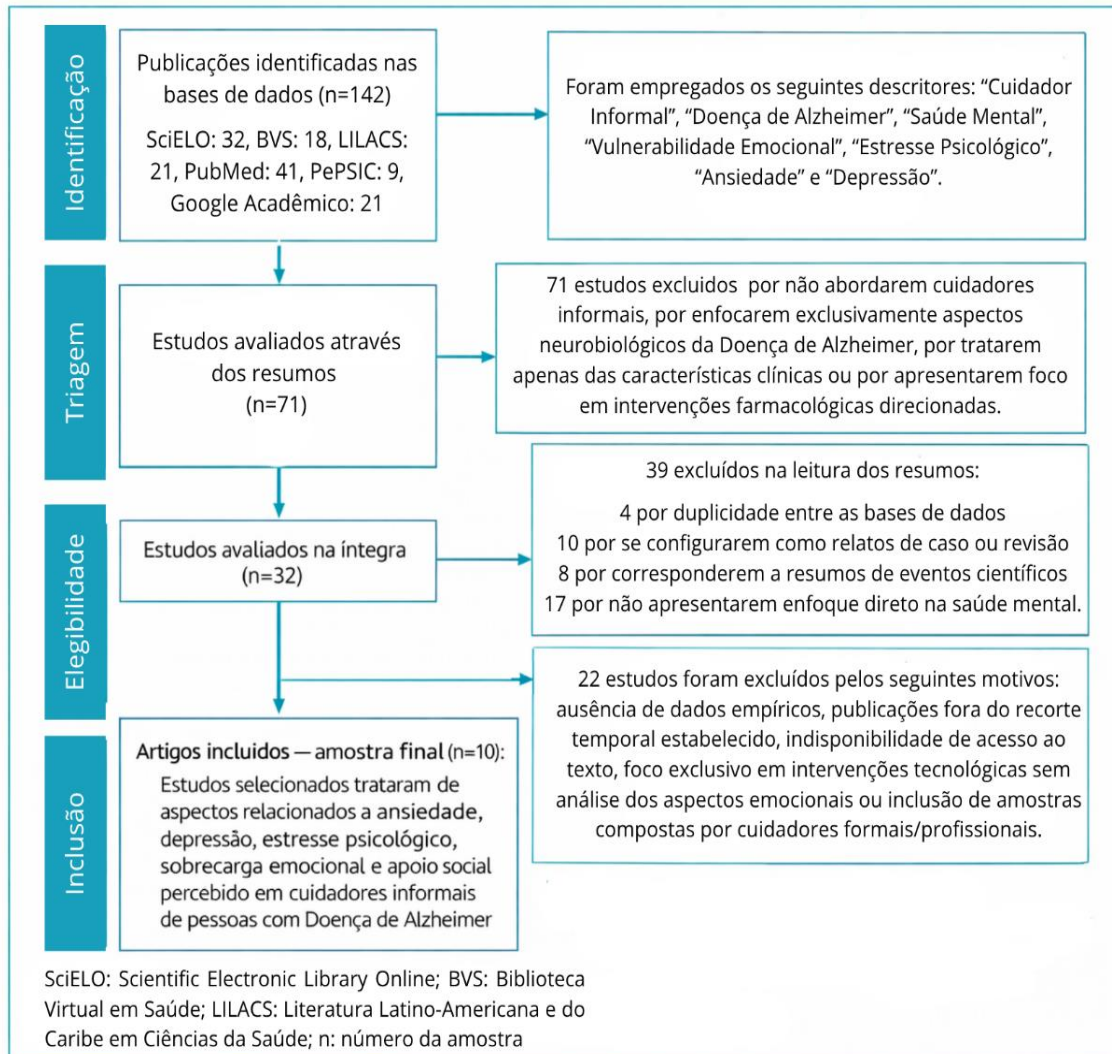 Identificação
Publicações identificadas nas
bases de dados (n=142)
SciELO: 32, BVS: 18, LILACS:
21, PubMed: 41, PePSIC: 9,
Google Acadêmico: 21
Foram empregados os seguintes descritores: “Cuidador
Informal”, “Doença de Alzheimer”, “Saúde Mental”,
“Vulnerabilidade Emocional”, “Estresse Psicológico”,
“Ansiedade” e “Depressão”.
Triagem
Estudos avaliados através
dos resumos
(n=71)
71 estudos excluidos por não abordarem cuidadores
informais, por enfocarem exclusivamente aspectos
neurobiológicos da Doença de Alzheimer, por tratarem
apenas das características clínicas ou por apresentarem foco
em intervenções farmacológicas direcionadas.
Elegibilidade
Estudos avaliados na íntegra
(n=32)
39 excluídos na leitura dos resumos:
4 por duplicidade entre as bases de dados
10 por se configurarem como relatos de caso ou revisão
8 por corresponderem a resumos de eventos científicos
17 por não apresentarem enfoque direto na saúde mental.
22 estudos foram excluídos pelos seguintes motivos:
ausência de dados empíricos, publicações fora do recorte
temporal estabelecido, indisponibilidade de acesso ao
texto, foco exclusivo em intervenções tecnológicas sem
análise dos aspectos emocionais ou inclusão de amostras
compostas por cuidadores formais/profissionais.
Inclusão
Artigos incluidos — amostra final (n=10):
Estudos selecionados trataram de
aspectos relacionados a ansiedade,
depressão, estresse psicológico,
sobrecarga emocional e apoio social
percebido em cuidadores informais
de pessoas com Doença de Alzheimer
SciELO: Scientific Electronic Library Online; BVS: Biblioteca
Virtual em Saúde; LILACS: Literatura Latino-Americana e do
Caribe em Ciências da Saúde; n: número da amostra